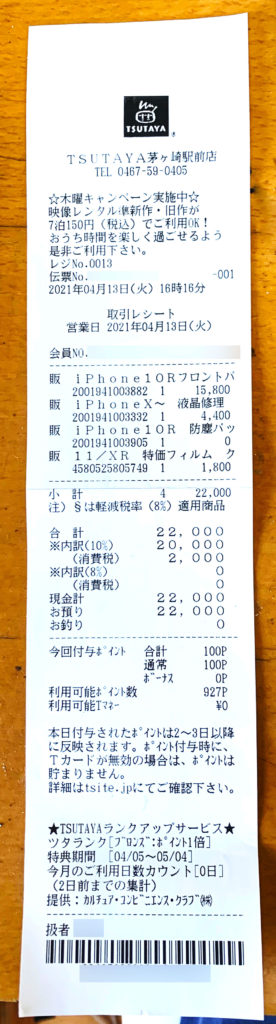 TSUTAYA
TSUTAYA茅ヶ崎駅前店
TEL 0467-59-0405
☆木曜キャンペーン実施中☆
映像レンタル準新作・旧作が
7泊150円(税込)でご利用OK!
おうち時間を楽しく過ごせるよう
是非ご利用下さい。
レジNo.0013
伝票No. -001
2021年04月13日(火) 16時16分
取引レシート
営業日 2021年04月13日(火)
会員NO.
販 iPhone10Rフロントパ
2001941003882 1 15,800
販 iPhoneX〜 液晶修理
2001941003332 1 4,400
販 iPhone10R 防塵パッ
2001941003905 1 0
販 11/XR 特価フィルム ク
4580525805749 1 1,800
小 計 4 22,000
注) §は軽減税率(8%)適用商品
合 計 22,000
※内訳(10%) 20,000
(消費税) 2,000
※内訳(8%) 0
(消費税) 0
現金計 22,000
お預り 22,000
お釣り 0
今回付与ポイント 合計 100P
通常 100P
ボーナス 0P
利用可能ポイント数 927P
利用可能Tマネー ¥0
本日付与されたポイントは2〜3日以降
に反映されます。ポイント付与時に、
Tカードが無効の場合は、ポイントは
貯まりません。
詳細はtsite.jpにてご確認下さい。
★TSUTAYAランクアップサービス★
ツタランク[ブロンズ:ポイント1倍]
特典期間 [04/05〜05/04]
今月のご利用日数カウント[0日]
(2日前までの集計)
提供:カルチュア・コンビニエンス・クラブ(株)
扱者